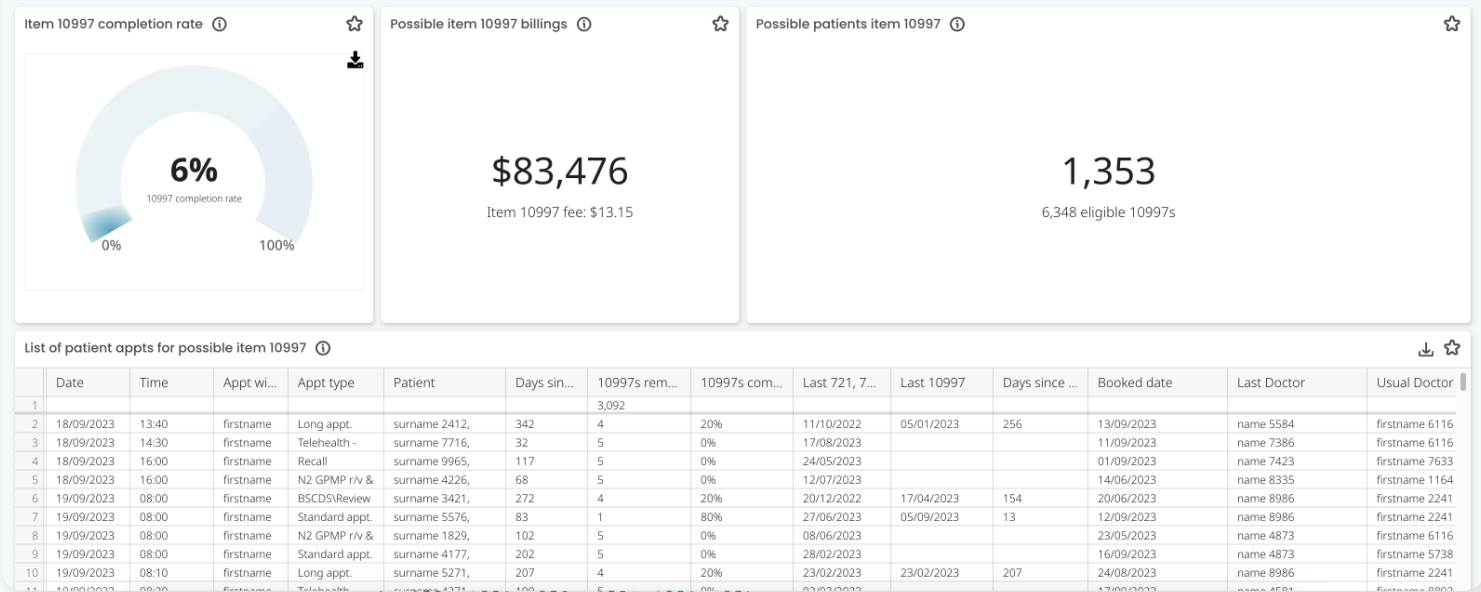 Item 10997 completion rate
Possible item 10997 billings
Possible patients item 10997
6%
10997 completion rate
0%
100%
$83,476
Item 10997 fee: $13.15
1,353
6,348 eligible 10997s
List of patient appts for possible item 10997
Date Time Appt wi... Appt type Patient Days sin... 10997s rem... 10997s com... Last 721, 7... Last 10997 Days since ... Booked date Last Doctor Usual Doctor
1 3,092
2 18/09/2023 13:40 firstname Long appt. surname 2412, 342 4 20% 11/10/2022 05/01/2023 256 13/09/2023 name 5584 firstname 6116
3 18/09/2023 14:30 firstname Telehealth - surname 7716, 32 5 0% 17/08/2023 11/09/2023 name 7386 firstname 6116
4 18/09/2023 16:00 firstname Recall surname 9965, 117 5 0% 24/05/2023 01/09/2023 name 7423 firstname 7633
5 18/09/2023 16:00 firstname N2 GPMP r/v & surname 4226, 68 5 0% 12/07/2023 14/06/2023 name 8335 firstname 1164
6 19/09/2023 08:00 firstname BSCDS\Review surname 3421, 272 4 20% 20/12/2022 17/04/2023 154 20/06/2023 name 8986 firstname 2241
7 19/09/2023 08:00 firstname Standard appt. surname 5576, 83 1 80% 27/06/2023 05/09/2023 13 12/09/2023 name 8986 firstname 2241
8 19/09/2023 08:00 firstname N2 GPMP r/v & surname 1829, 102 5 0% 08/06/2023 23/05/2023 name 4873 firstname 6116
9 19/09/2023 08:00 firstname Standard appt. surname 4177, 202 5 0% 28/02/2023 16/09/2023 name 4873 firstname 5738
10 19/09/2023 08:10 firstname Long appt. surname 5271, 207 4 20% 23/02/2023 23/02/2023 207 24/08/2023 name 8986 firstname 2241